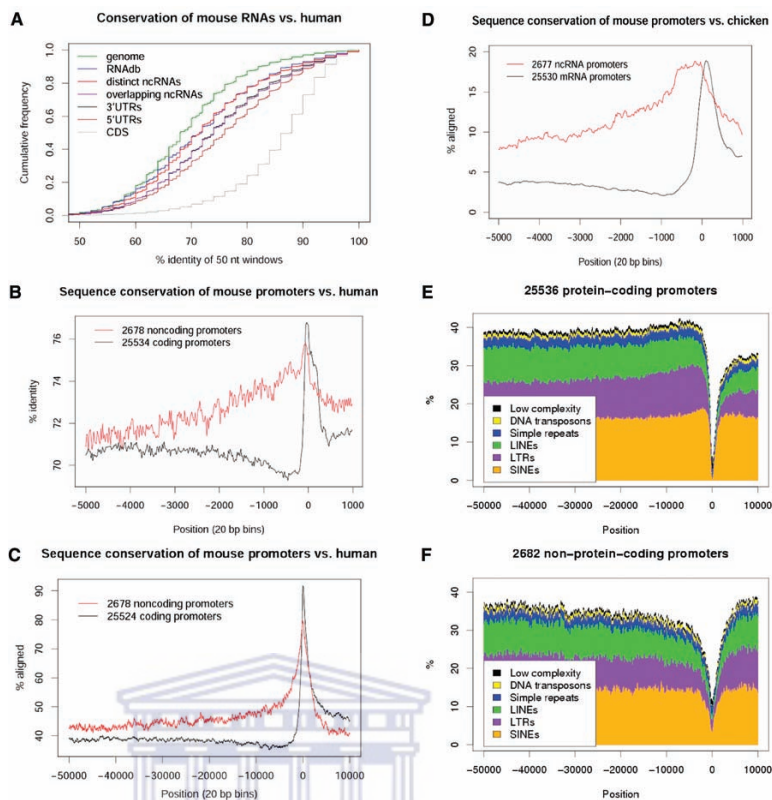 A
Conservation of mouse RNAs vs. human
Cumulative frequency
1.0
0.8
0.6
0.4
0.2
0.0
genome
RNAdb
distinct ncRNAs
overlapping ncRNAs
3'UTRs
5'UTRs
CDS
50 60 70 80 90 100
% identity of 50 nt windows
B
Sequence conservation of mouse promoters vs. human
% identity
76
74
72
70
2678 noncoding promoters
25534 coding promoters
-5000 -4000 -3000 -2000 -1000 0 1000
Position (20 bp bins)
C
Sequence conservation of mouse promoters vs. human
% aligned
90
80
70
60
50
40
2678 noncoding promoters
25524 coding promoters
-50000 -40000 -30000 -20000 -10000 0 10000
Position (20 bp bins)
D
Sequence conservation of mouse promoters vs. chicken
% aligned
20
15
10
5
0
2677 ncRNA promoters
25530 mRNA promoters
-5000 -4000 -3000 -2000 -1000 0 1000
Position (20 bp bins)
E
25536 protein-coding promoters
%
40
30
20
10
0
Low complexity
DNA transposons
Simple repeats
LINEs
LTRs
SINEs
-50000 -40000 -30000 -20000 -10000 0 10000
Position
F
2682 non-protein-coding promoters
%
40
30
20
10
0
Low complexity
DNA transposons
Simple repeats
LINEs
LTRs
SINEs
-50000 -40000 -30000 -20000 -10000 0 10000
Position